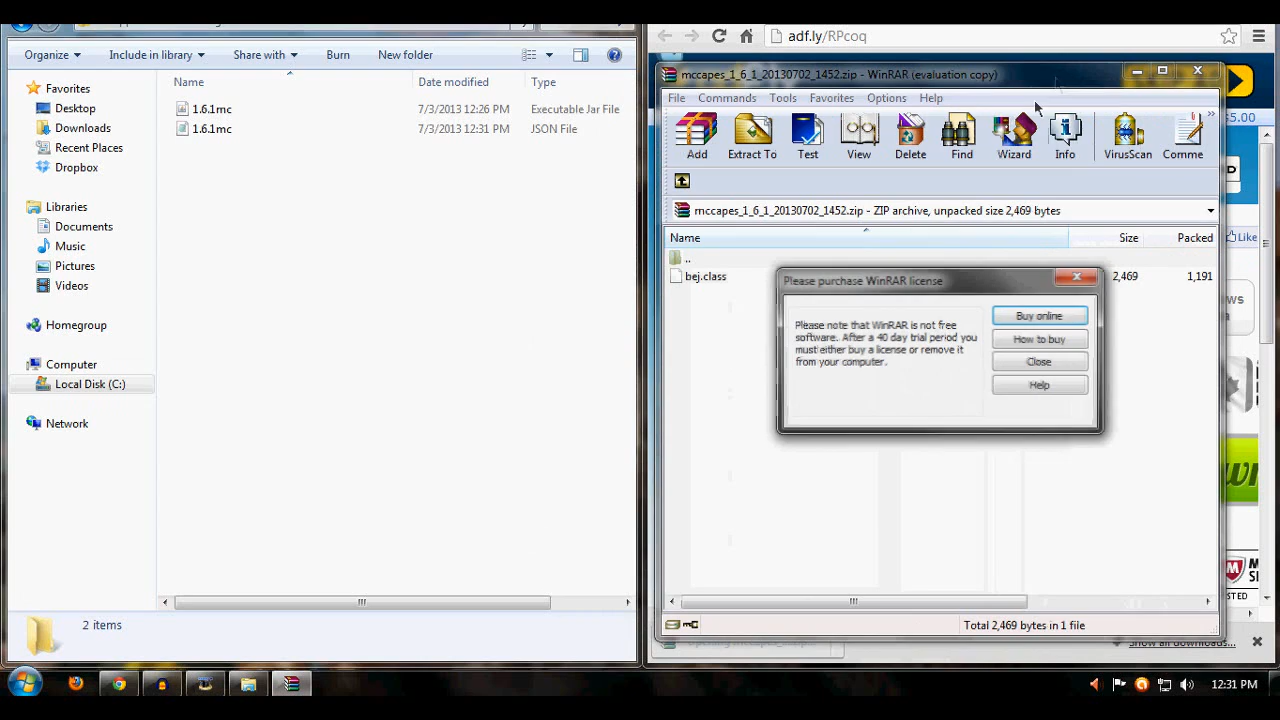 Organize
Include in library
Share with
Burn
New folder
Name
Date modified
Type
Favorites
Desktop
Downloads
Recent Places
Dropbox
Libraries
Documents
Music
Pictures
Videos
Homegroup
Computer
Local Disk (C:)
Network
1.6.1mc 7/3/2013 12:26 PM Executable Jar File
1.6.1mc 7/3/2013 12:31 PM JSON File
2 items
adf.ly/RPcoq
mccapes_1_6_1_20130702_1452.zip - WinRAR (evaluation copy)
File Commands Tools Favorites Options Help
Add Extract To Test View Delete Find Wizard Info VirusScan Comme
mccapes_1_6_1_20130702_1452.zip - ZIP archive, unpacked size 2,469 bytes
Name Size Packed
..
bej.class 2,469 1,191
Please purchase WinRAR license
Please note that WinRAR is not free
software. After a 40 day trial period you
must either buy a license or remove it
from your computer.
Buy online
How to buy
Close
Help
Total 2,469 bytes in 1 file
$5.00
Like
Show all downloads...
12:31 PM